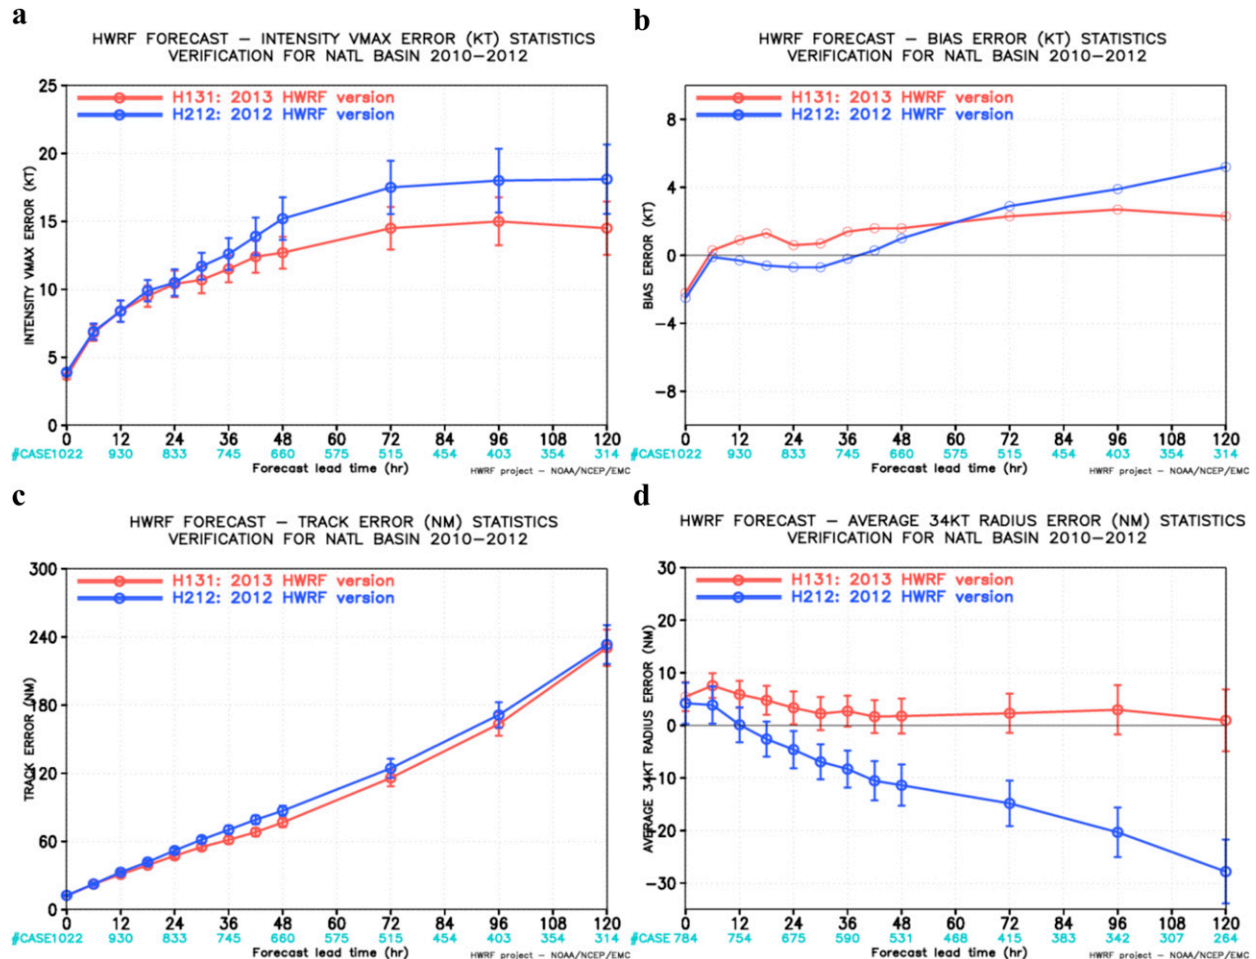 a
HWRF FORECAST – INTENSITY VMAX ERROR (KT) STATISTICS
VERIFICATION FOR NATL BASIN 2010–2012
H131: 2013 HWRF version
H212: 2012 HWRF version
INTENSITY VMAX ERROR (KT)
25
20
15
10
5
0
0 12 24 36 48 60 72 84 96 108 120
#CASE1022 930 833 745 660 575 515 454 403 354 314
Forecast lead time (hr)
HWRF project – NOAA/NCEP/EMC
b
HWRF FORECAST – BIAS ERROR (KT) STATISTICS
VERIFICATION FOR NATL BASIN 2010–2012
H131: 2013 HWRF version
H212: 2012 HWRF version
BIAS ERROR (KT)
8
4
0
–4
–8
0 12 24 36 48 60 72 84 96 108 120
#CASE1022 930 833 745 660 575 515 454 403 354 314
Forecast lead time (hr)
HWRF project – NOAA/NCEP/EMC
c
HWRF FORECAST – TRACK ERROR (NM) STATISTICS
VERIFICATION FOR NATL BASIN 2010–2012
H131: 2013 HWRF version
H212: 2012 HWRF version
TRACK ERROR (NM)
300
240
180
120
60
0
0 12 24 36 48 60 72 84 96 108 120
#CASE1022 930 833 745 660 575 515 454 403 354 314
Forecast lead time (hr)
HWRF project – NOAA/NCEP/EMC
d
HWRF FORECAST – AVERAGE 34KT RADIUS ERROR (NM) STATISTICS
VERIFICATION FOR NATL BASIN 2010–2012
H131: 2013 HWRF version
H212: 2012 HWRF version
AVERAGE 34KT RADIUS ERROR (NM)
30
20
10
0
–10
–20
–30
0 12 24 36 48 60 72 84 96 108 120
#CASE 784 754 675 590 531 468 415 383 342 307 264
Forecast lead time (hr)
HWRF project – NOAA/NCEP/EMC